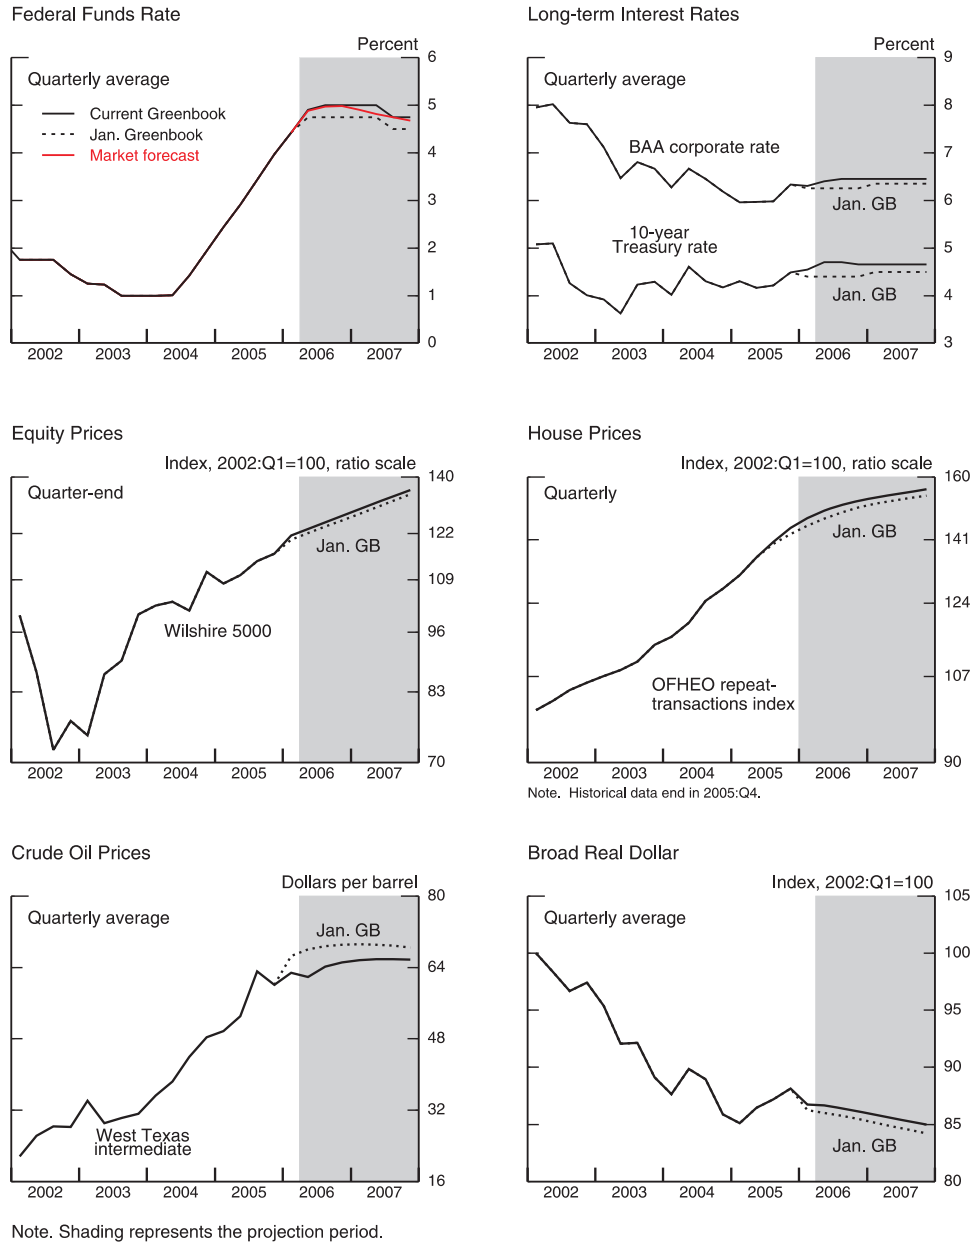 Federal Funds Rate
Percent
Quarterly average
Current Greenbook
Jan. Greenbook
Market forecast
6
5
4
3
2
1
0
2002 2003 2004 2005 2006 2007
Long-term Interest Rates
Percent
Quarterly average
BAA corporate rate
Jan. GB
10-year
Treasury rate
Jan. GB
9
8
7
6
5
4
3
2002 2003 2004 2005 2006 2007
Equity Prices
Index, 2002:Q1=100, ratio scale
Quarter-end
Jan. GB
Wilshire 5000
140
122
109
96
83
70
2002 2003 2004 2005 2006 2007
House Prices
Index, 2002:Q1=100, ratio scale
Quarterly
Jan. GB
OFHEO repeat-
transactions index
160
141
124
107
90
2002 2003 2004 2005 2006 2007
Note. Historical data end in 2005:Q4.
Crude Oil Prices
Dollars per barrel
Quarterly average
Jan. GB
West Texas
intermediate
80
64
48
32
16
2002 2003 2004 2005 2006 2007
Broad Real Dollar
Index, 2002:Q1=100
Quarterly average
Jan. GB
105
100
95
90
85
80
2002 2003 2004 2005 2006 2007
Note. Shading represents the projection period.